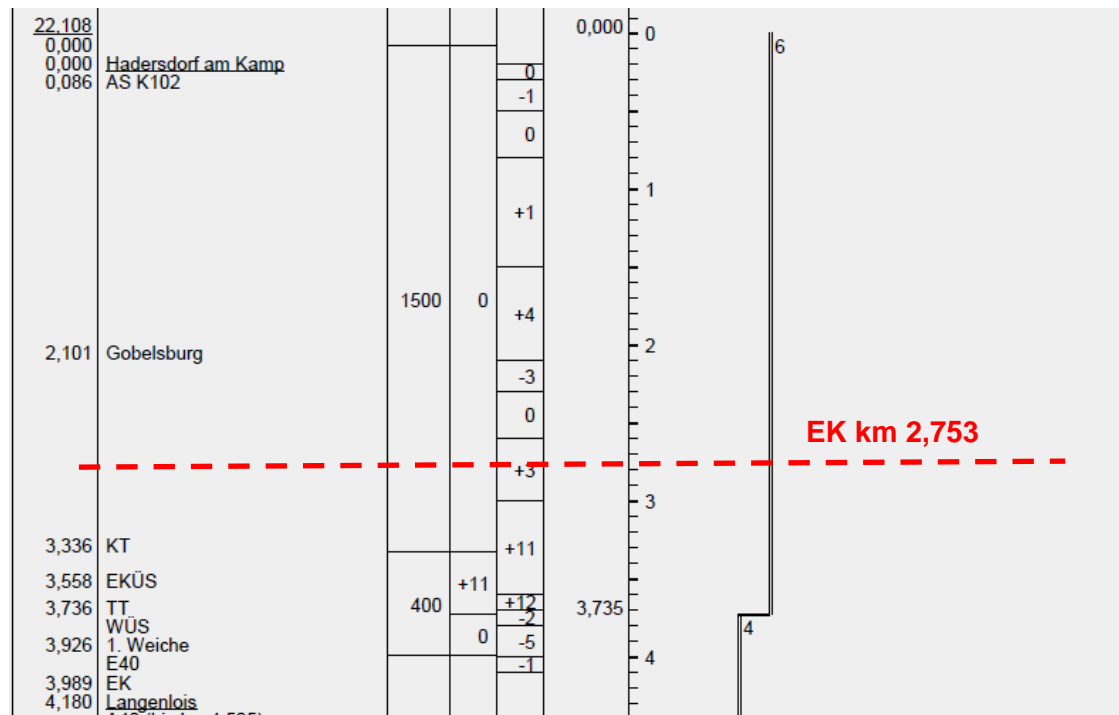 22,108
0,000
0,000 Hadersdorf am Kamp
0,086 AS K102
2,101 Gobelsburg
3,336 KT
3,558 EKÜS
3,736 TT
WÜS
3,926 1. Weiche
E40
3,989 EK
4,180 Langenlois
1500
400
0
+11
0
0
-1
0
+1
+4
-3
0
+3
+11
+12
-2
-5
-1
0,000
3,735
0
1
2
3
4
6
4
EK km 2,753